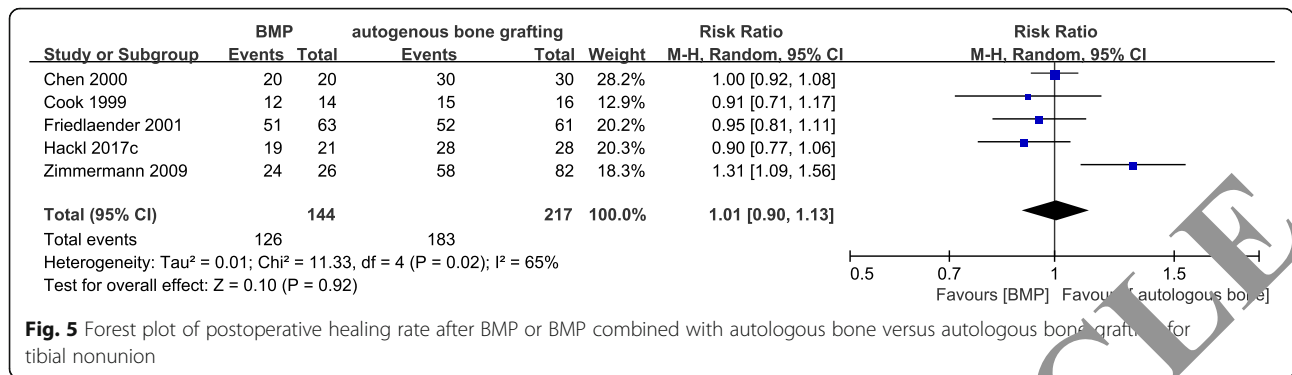 BMP autogenous bone grafting Risk Ratio Risk Ratio
Study or Subgroup Events Total Events Total Weight M-H, Random, 95% CI M-H, Random, 95% CI
Chen 2000 20 20 30 30 28.2% 1.00 [0.92, 1.08]
Cook 1999 12 14 15 16 12.9% 0.91 [0.71, 1.17]
Friedlaender 2001 51 63 52 61 20.2% 0.95 [0.81, 1.11]
Hackl 2017c 19 21 28 28 20.3% 0.90 [0.77, 1.06]
Zimmermann 2009 24 26 58 82 18.3% 1.31 [1.09, 1.56]
Total (95% CI) 144 217 100.0% 1.01 [0.90, 1.13]
Total events 126 183
Heterogeneity: Tau² = 0.01; Chi² = 11.33, df = 4 (P = 0.02); I² = 65%
Test for overall effect: Z = 0.10 (P = 0.92)
0.5 0.7 1 1.5
Favours [BMP] autologous bone]
Fig. 5 Forest plot of postoperative healing rate after BMP or BMP combined with autologous bone versus autologous bone for
tibial nonunion
CLE